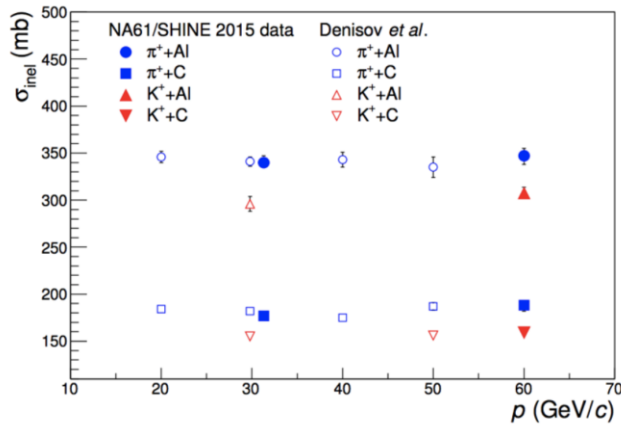 NA61/SHINE 2015 data Denisov et al.
π⁺+Al π⁺+Al
π⁺+C π⁺+C
K⁺+Al K⁺+Al
K⁺+C K⁺+C
σinel (mb)
500
450
400
350
300
250
200
150
10 20 30 40 50 60 70
p (GeV/c)